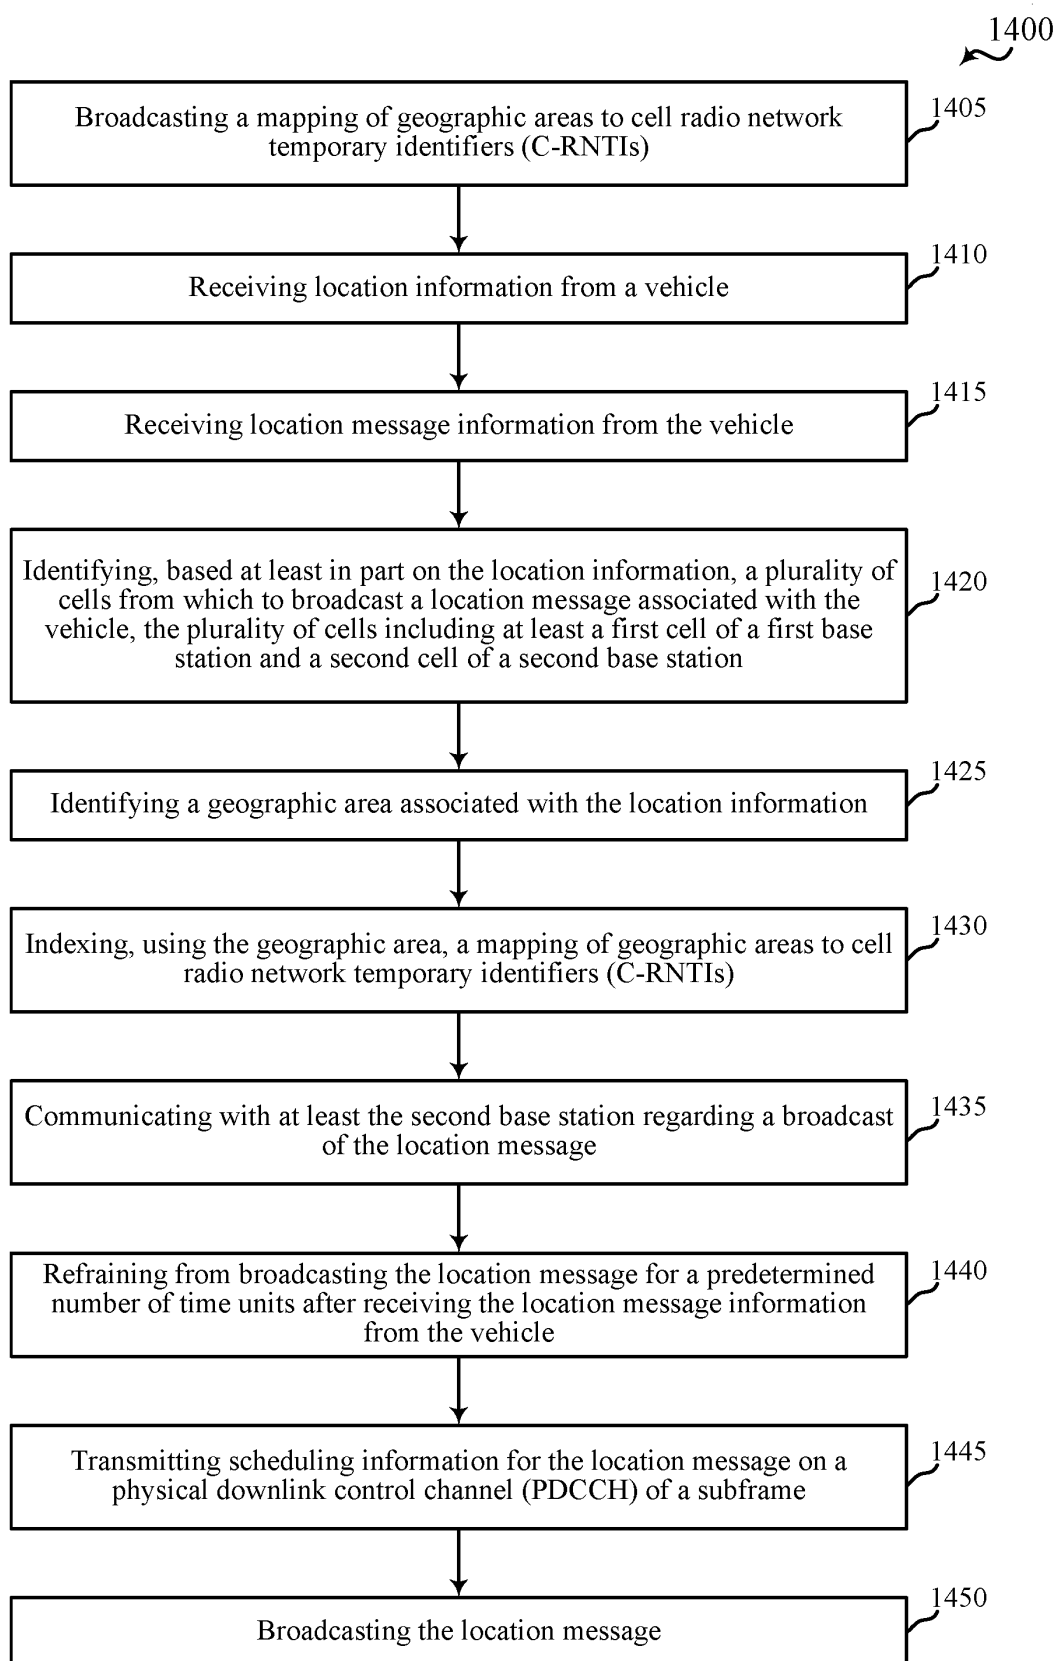 1400
Broadcasting a mapping of geographic areas to cell radio network
temporary identifiers (C-RNTIs)
1405
Receiving location information from a vehicle
1410
Receiving location message information from the vehicle
1415
Identifying, based at least in part on the location information, a plurality of
cells from which to broadcast a location message associated with the
vehicle, the plurality of cells including at least a first cell of a first base
station and a second cell of a second base station
1420
Identifying a geographic area associated with the location information
1425
Indexing, using the geographic area, a mapping of geographic areas to cell
radio network temporary identifiers (C-RNTIs)
1430
Communicating with at least the second base station regarding a broadcast
of the location message
1435
Refraining from broadcasting the location message for a predetermined
number of time units after receiving the location message information
from the vehicle
1440
Transmitting scheduling information for the location message on a
physical downlink control channel (PDCCH) of a subframe
1445
Broadcasting the location message
1450